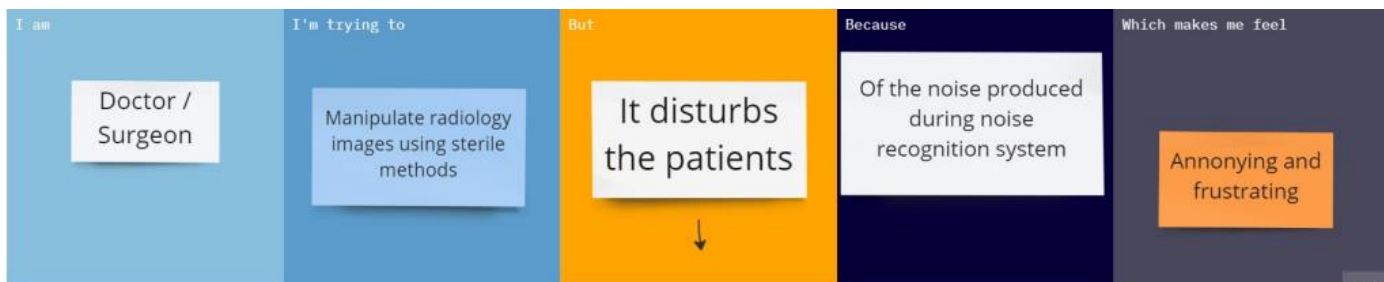 I am
Doctor /
Surgeon
I'm trying to
Manipulate radiology
images using sterile
methods
But
It disturbs
the patients
Because
Of the noise produced
during noise
recognition system
Which makes me feel
Annonying and
frustrating